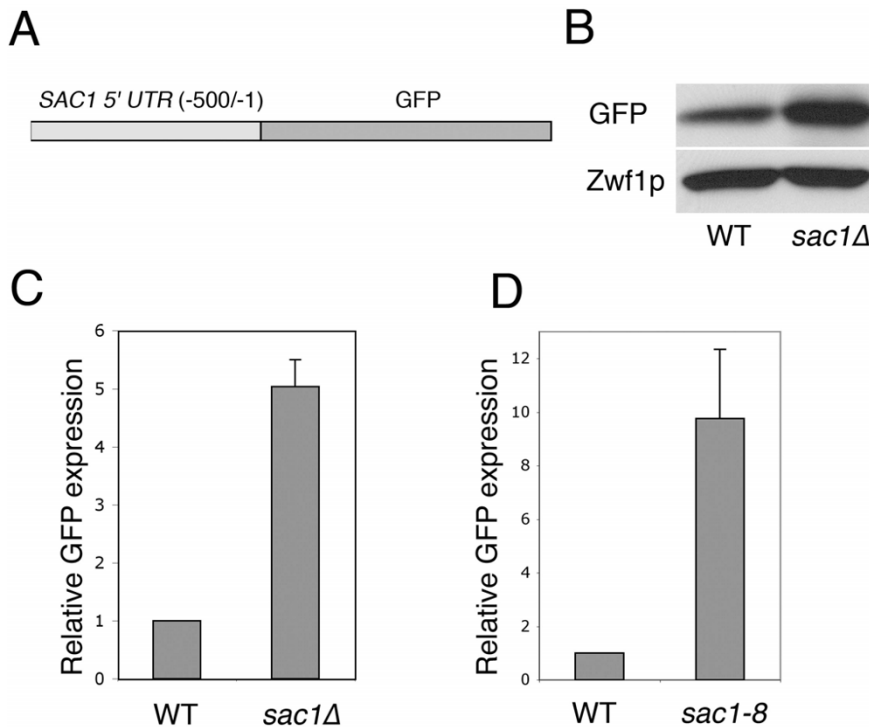 A
SAC1 5' UTR (-500/-1) GFP
B
GFP
Zwf1p
WT sac1Δ
C
Relative GFP expression
6
5
4
3
2
1
0
WT sac1Δ
D
Relative GFP expression
12
10
8
6
4
2
0
WT sac1-8